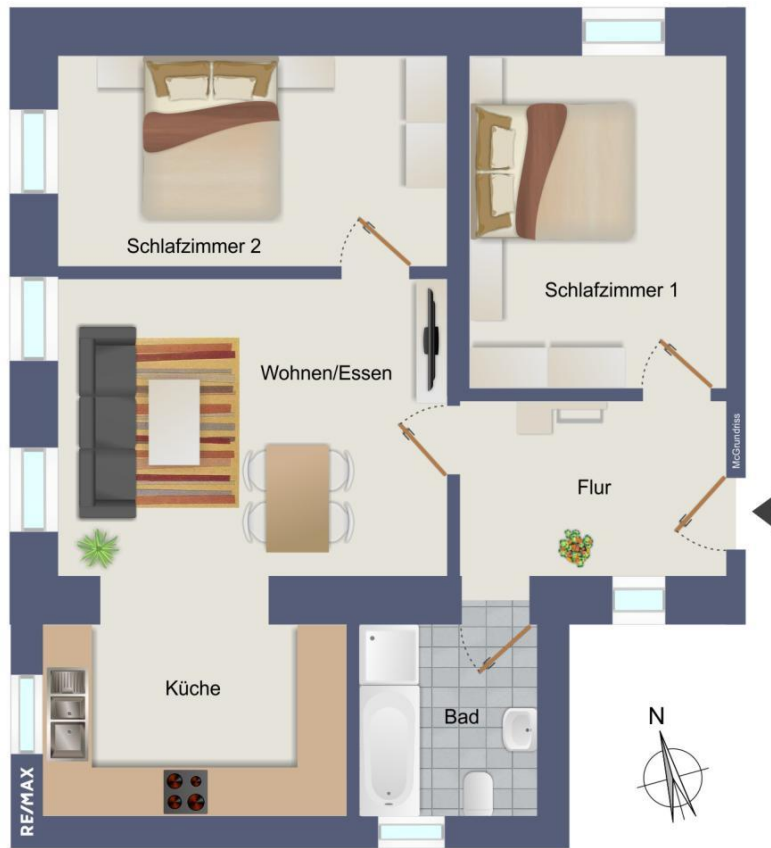 Schlafzimmer 2
Schlafzimmer 1
Wohnen/Essen
McGrundriss
Flur
Küche
Bad
N
RE/MAX